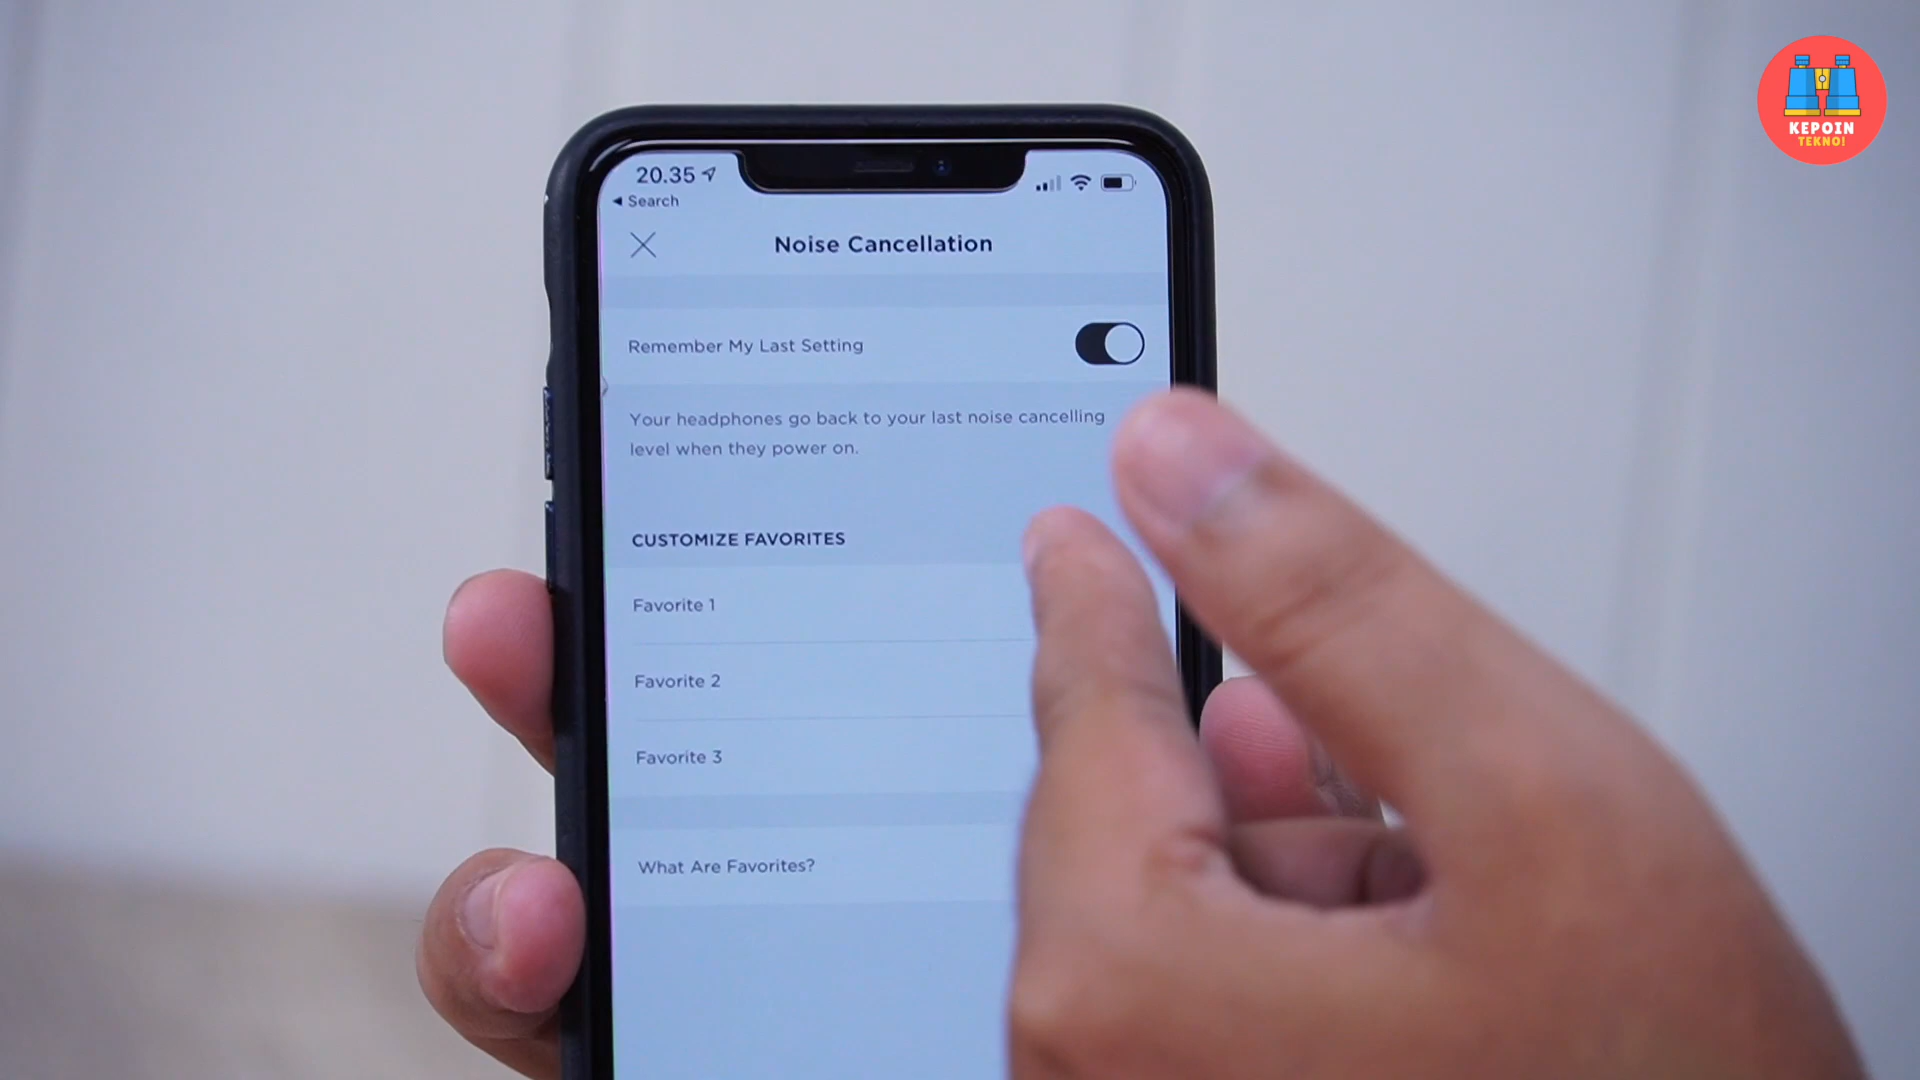 KEPOIN
TEKNO!
20.35
Search
Noise Cancellation
Remember My Last Setting
Your headphones go back to your last noise cancelling
level when they power on.
CUSTOMIZE FAVORITES
Favorite 1
Favorite 2
Favorite 3
What Are Favorites?